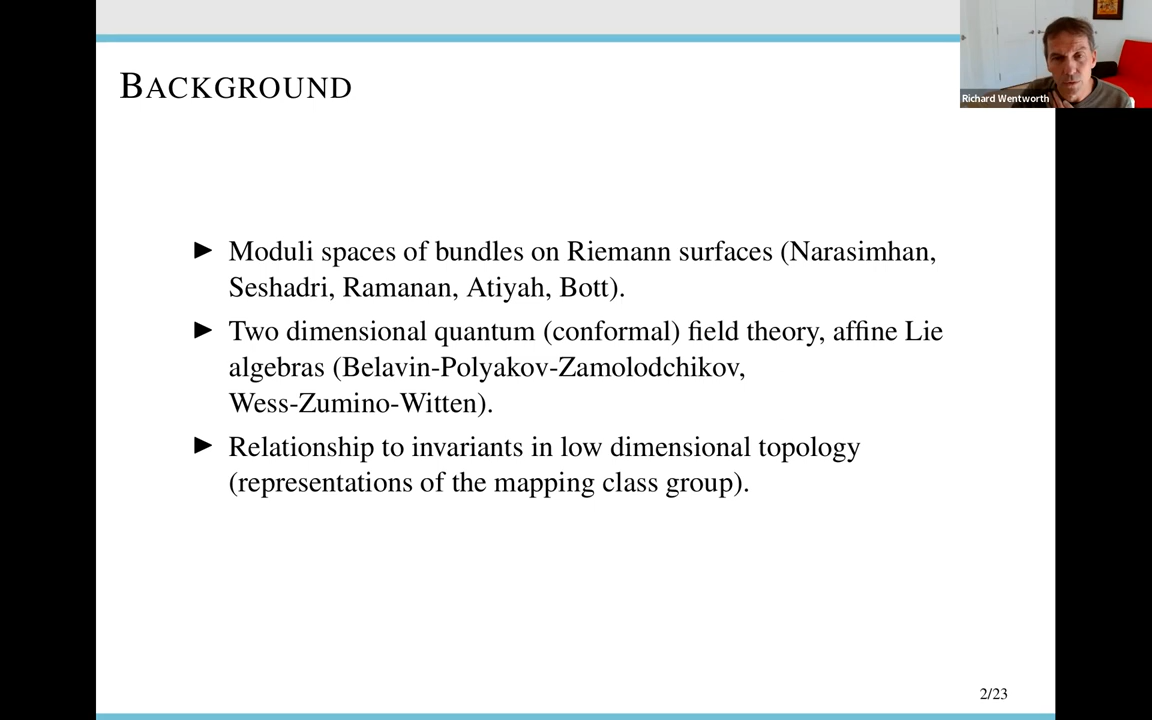 BACKGROUND
Richard Wentworth
► Moduli spaces of bundles on Riemann surfaces (Narasimhan,
Seshadri, Ramanan, Atiyah, Bott).
► Two dimensional quantum (conformal) field theory, affine Lie
algebras (Belavin-Polyakov-Zamolodchikov,
Wess-Zumino-Witten).
► Relationship to invariants in low dimensional topology
(representations of the mapping class group).
2/23